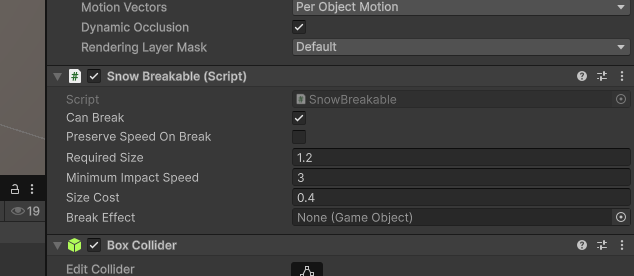 Motion Vectors Per Object Motion
Dynamic Occlusion
Rendering Layer Mask Default
Snow Breakable (Script)
Script SnowBreakable
Can Break
Preserve Speed On Break
Required Size 1.2
Minimum Impact Speed 3
Size Cost 0.4
19
Break Effect None (Game Object)
Box Collider
Edit Collider